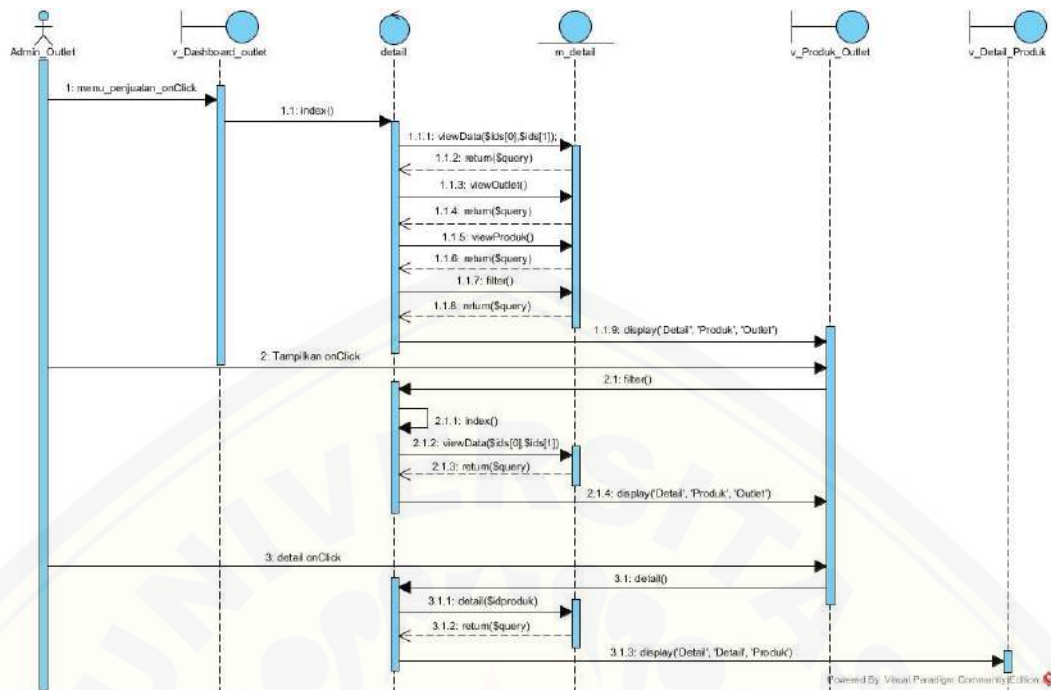 Admin_Outlet
v_Dashboard_outlet
detail
m_detail
v_Produk_Outlet
v_Detail_Produk
1: menu_penjualan_onClick
1.1: index()
1.1.1: viewData($ids[0],$ids[1]);
1.1.2: return($query)
1.1.3: viewOutlet()
1.1.4: return($query)
1.1.5: viewProduk()
1.1.6: return($query)
1.1.7: filter()
1.1.8: return($query)
1.1.9: display('Detail', 'Produk', 'Outlet')
2: Tampilkan onClick
2.1: filter()
2.1.1: index()
2.1.2: viewData($ids[0],$ids[1])
2.1.3: return($query)
2.1.4: display('Detail', 'Produk', 'Outlet')
3: detail onClick
3.1: detail()
3.1.1: detail($idproduk)
3.1.2: return($query)
3.1.3: display('Detail', 'Detail', 'Produk')
Powered By Visual Paradigm Community Edition
UNIVERSITAS